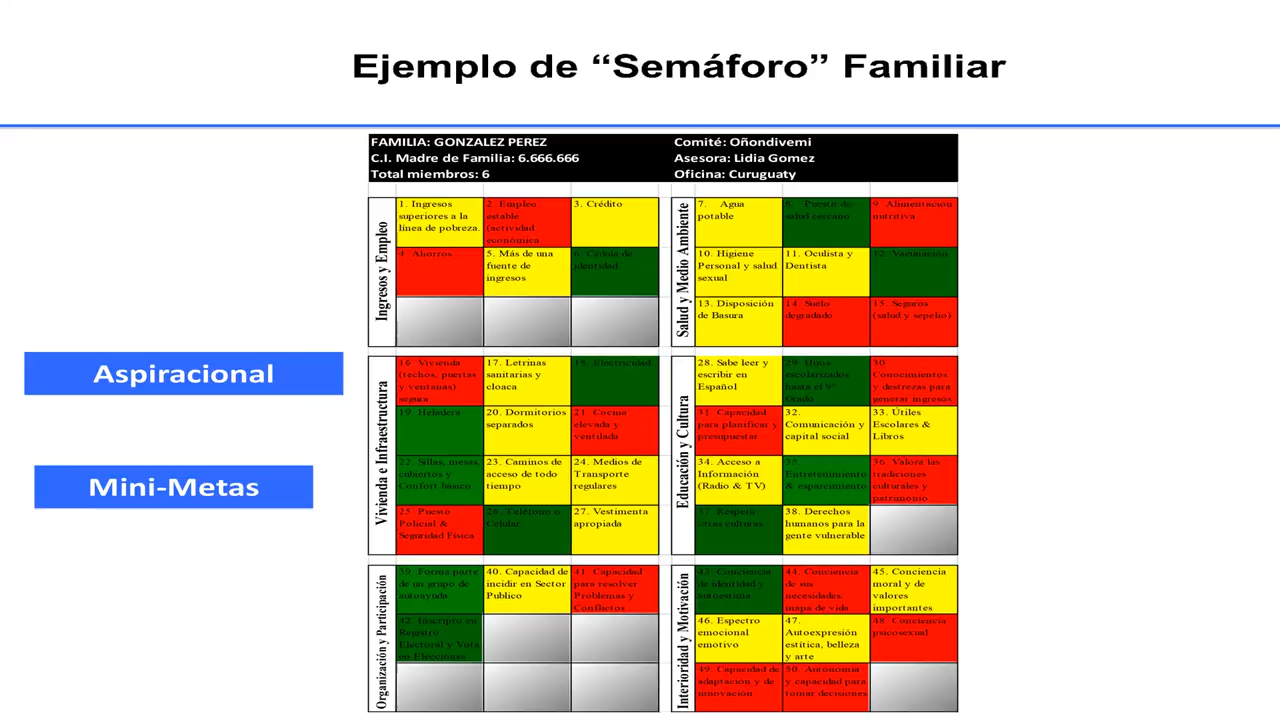 Ejemplo de “Semáforo” Familiar
FAMILIA: GONZALEZ PEREZ
C.I. Madre de Familia: 6.666.666
Total miembros: 6
Comité: Oñondivemi
Asesora: Lidia Gomez
Oficina: Curuguaty
Ingresos y Empleo
1. Ingresos
superiores a la
línea de pobreza.
2 Empleo
estable
(actividad
económica
3. Crédito
4 Ahorros
5. Más de una
fuente de
ingresos
6. Cédula de
identidad
Salud y Medio Ambiente
7. Agua
potable
8. Puesto de
salud cercano
9 Alimentación
nutritiva
10. Higiene
Personal y salud
sexual
11. Oculista y
Dentista
12. Vacunación
13. Disposición
de Basura
14. Suelo
degradado
15. Seguros
(salud y sepelio)
Aspiracional
Mini-Metas
Vivienda e Infraestructura
16 Vivienda
(techos, puertas
y ventanas)
segura
17. Letrinas
sanitarias y
cloaca
18. Electricidad
19. Heladera
20. Dormitorios
separados
21. Cocina
elevada y
ventilada
22. Sillas, mesas,
cubiertos y
Confort básico
23. Caminos de
acceso de todo
tiempo
24. Medios de
Transporte
regulares
25. Puesto
Policial &
Seguridad Física
26. Teléfono o
Celular
27. Vestimenta
apropiada
Educación y Cultura
28. Sabe leer y
escribir en
Español
29. Hijos
escolarizados
hasta el 9°
Grado
30
Conocimientos
y destrezas para
generar ingresos
31. Capacidad
para planificar y
presupuestar
32.
Comunicación y
capital social
33. Útiles
Escolares &
Libros
34. Acceso a
Información
(Radio & TV)
35.
Entretenimiento
& esparcimiento
36. Valora las
tradiciones
culturales y
patrimonio
37. Respeta
otras culturas
38. Derechos
humanos para la
gente vulnerable
Organización y Participación
39. Forma parte
de un grupo de
autoayuda
40. Capacidad de
incidir en Sector
Publico
41. Capacidad
para resolver
Problemas y
Conflictos
42. Inscripto en
Registro
Electoral y Vota
en Elecciones
Interioridad y Motivación
43. Conciencia
de identidad y
autoestima
44. Conciencia
de sus
necesidades.
mapa de vida
45. Conciencia
moral y de
valores
importantes
46. Espectro
emocional
emotivo
47.
Autoexpresión
estítica, belleza
y arte
48. Conciencia
psicosexual
49. Capacidad de
adaptación y de
innovación
50. Autonomía
y capacidad para
tomar decisiones